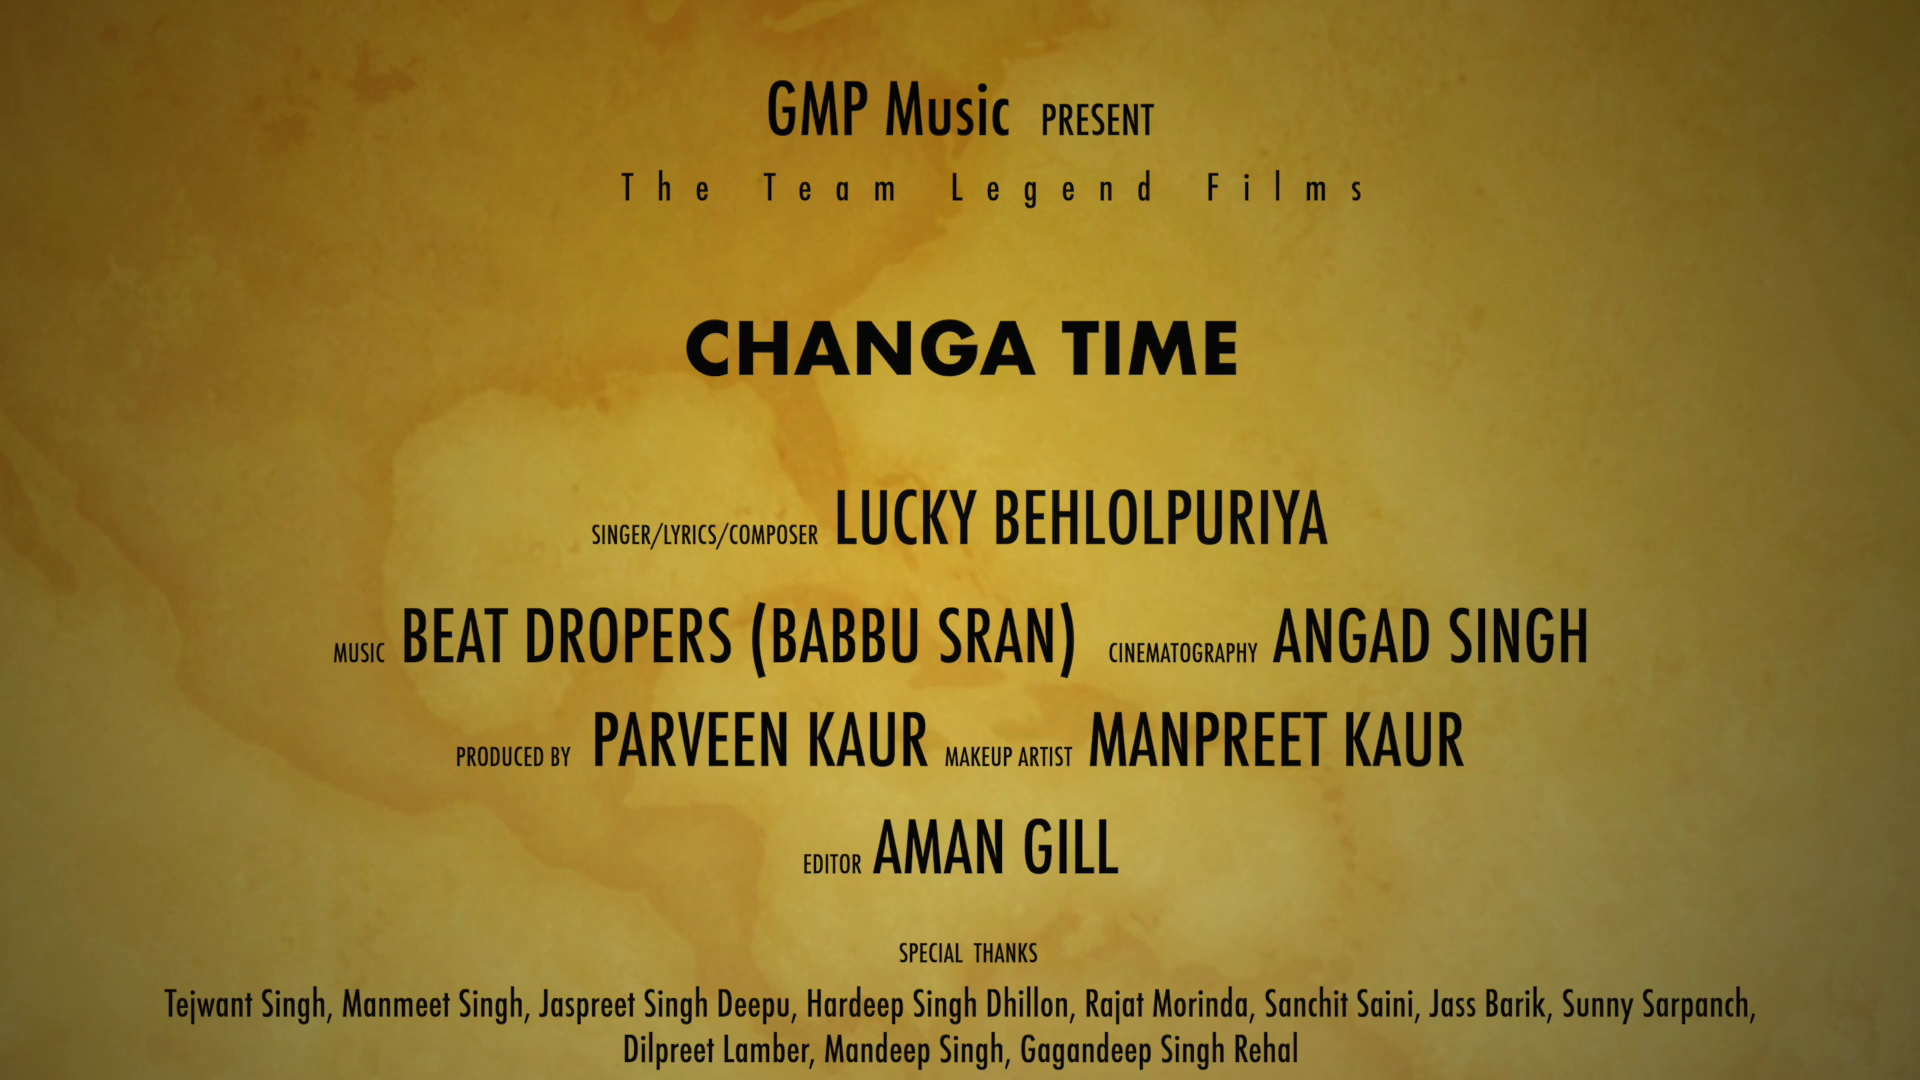 GMP Music PRESENT
The Team Legend Films
CHANGA TIME
SINGER/LYRICS/COMPOSER LUCKY BEHLOLPURIYA
MUSIC BEAT DROPERS (BABBU SRAN) CINEMATOGRAPHY ANGAD SINGH
PRODUCED BY PARVEEN KAUR MAKEUP ARTIST MANPREET KAUR
EDITOR AMAN GILL
SPECIAL THANKS
Tejwant Singh, Manmeet Singh, Jaspreet Singh Deepu, Hardeep Singh Dhillon, Rajat Morinda, Sanchit Saini, Jass Barik, Sunny Sarpanch,
Dilpreet Lamber, Mandeep Singh, Gagandeep Singh Rehal